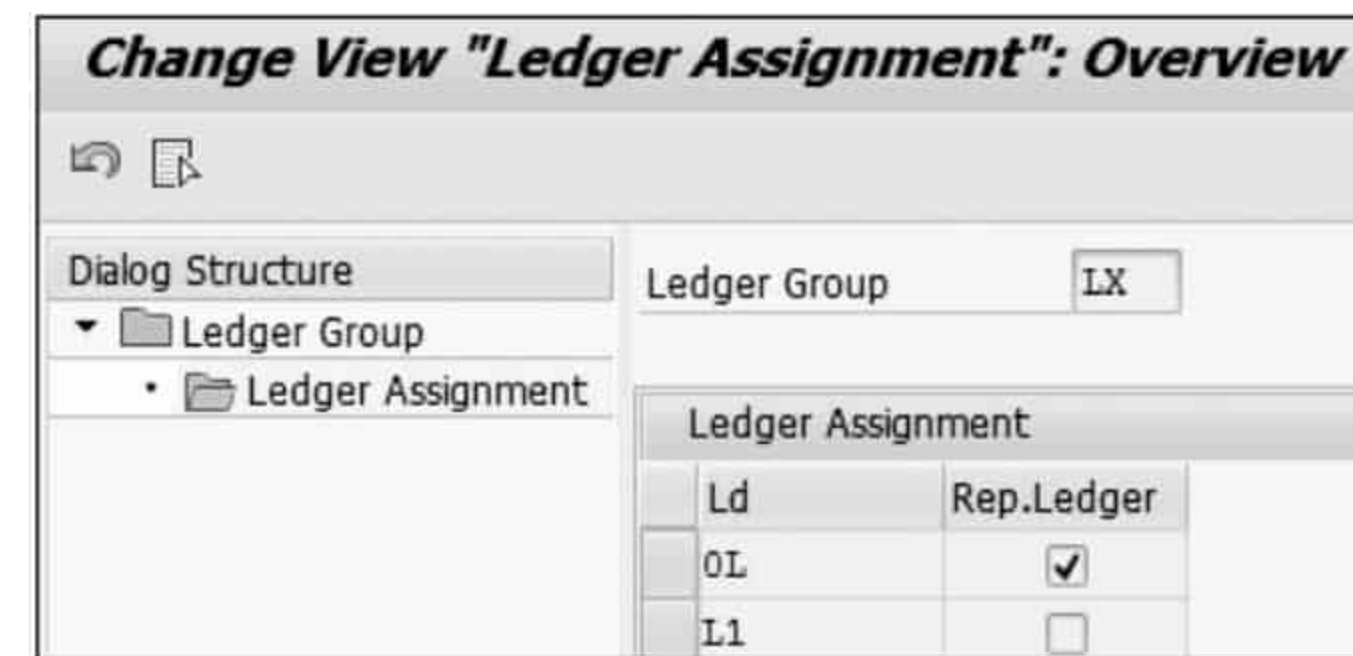 Change View "Ledger Assignment": Overview
Dialog Structure
Ledger Group
Ledger Assignment
Ledger Group LX
Ledger Assignment
Ld Rep.Ledger
0L
L1